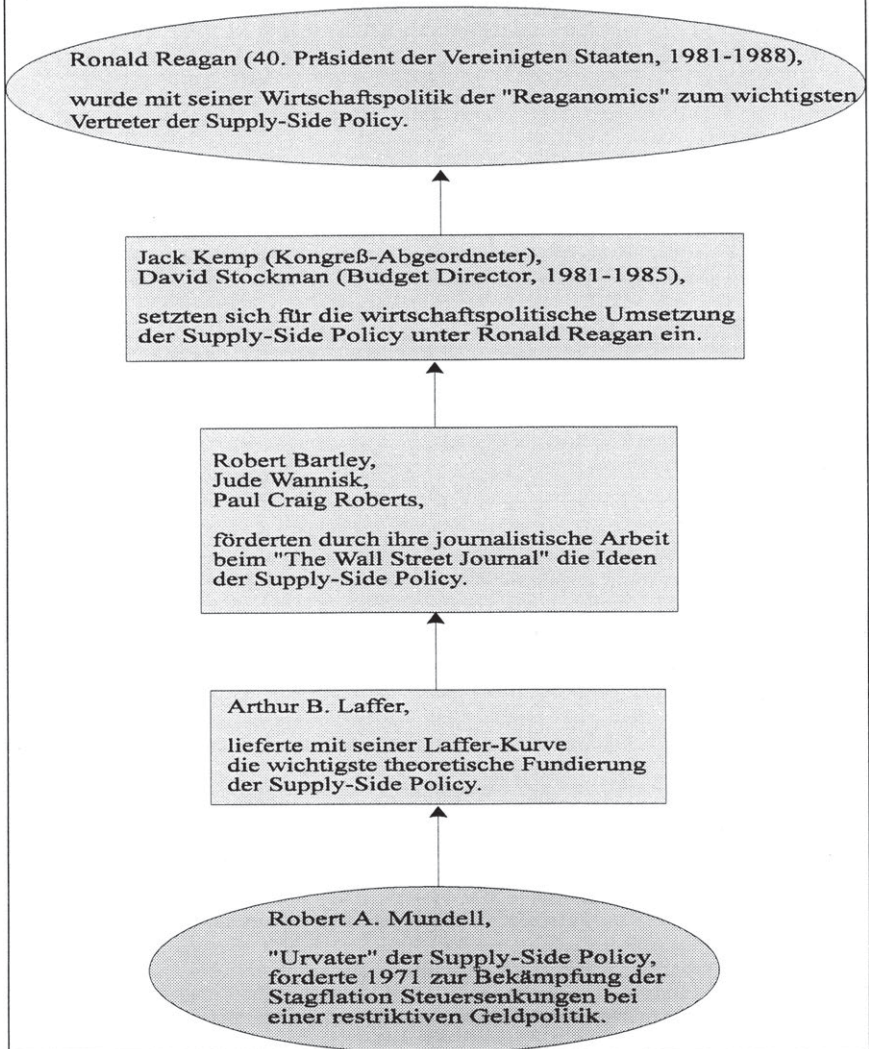 Ronald Reagan (40. Präsident der Vereinigten Staaten, 1981-1988),
wurde mit seiner Wirtschaftspolitik der "Reaganomics" zum wichtigsten
Vertreter der Supply-Side Policy.
Jack Kemp (Kongreß-Abgeordneter),
David Stockman (Budget Director, 1981-1985),
setzten sich für die wirtschaftspolitische Umsetzung
der Supply-Side Policy unter Ronald Reagan ein.
Robert Bartley,
Jude Wannisk,
Paul Craig Roberts,
förderten durch ihre journalistische Arbeit
beim "The Wall Street Journal" die Ideen
der Supply-Side Policy.
Arthur B. Laffer,
lieferte mit seiner Laffer-Kurve
die wichtigste theoretische Fundierung
der Supply-Side Policy.
Robert A. Mundell,
"Urvater" der Supply-Side Policy,
forderte 1971 zur Bekämpfung der
Stagflation Steuersenkungen bei
einer restriktiven Geldpolitik.